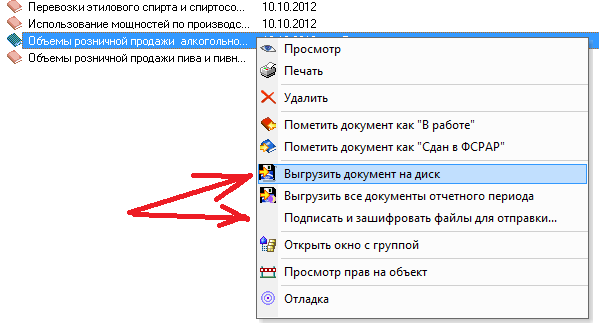 Перевозки этилового спирта и спиртосо... 10.10.2012
Использование мощностей по производс... 10.10.2012
Объемы розничной продажи алкогольно...
Объемы розничной продажи пива и пивн...
Просмотр
Печать
Удалить
Пометить документ как "В работе"
Пометить документ как "Сдан в ФСРАР"
Выгрузить документ на диск
Выгрузить все документы отчетного периода
Подписать и зашифровать файлы для отправки...
Открыть окно с группой
Просмотр прав на объект
Отладка